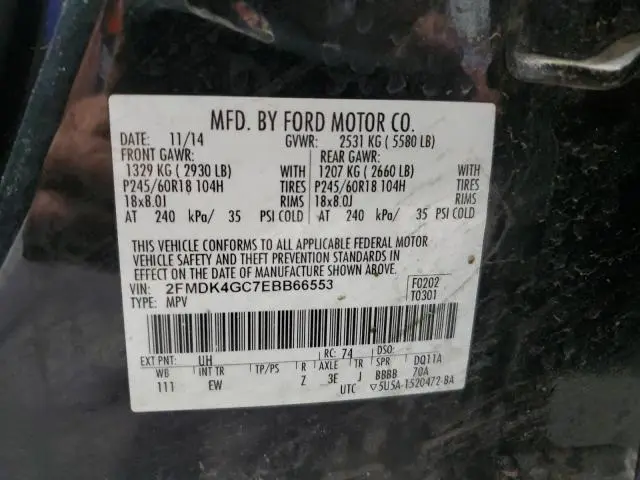 MFD. BY FORD MOTOR CO.
DATE: 11/14 GVWR: 2531 KG ( 5580 LB)
FRONT GAWR: REAR GAWR:
1329 KG ( 2930 LB) WITH 1207 KG ( 2660 LB) WITH
P245/60R18 104H TIRES P245/60R18 104H TIRES
18x8.0J RIMS 18x8.0J RIMS
AT 240 kPa/ 35 PSI COLD AT 240 kPa/ 35 PSI COLD
THIS VEHICLE CONFORMS TO ALL APPLICABLE FEDERAL MOTOR
VEHICLE SAFETY AND THEFT PREVENTION STANDARDS IN
EFFECT ON THE DATE OF MANUFACTURE SHOWN ABOVE.
VIN: 2FMDK4GC7EBB66553 F0202
TYPE: MPV T0301
EXT PNT: UH RC: 74 DSO:
WB INT TR TP/PS R AXLE TR SPR DQ11A
111 EW Z 3E J BBBB 70A
UTC ▽5U5A-1520472-BA